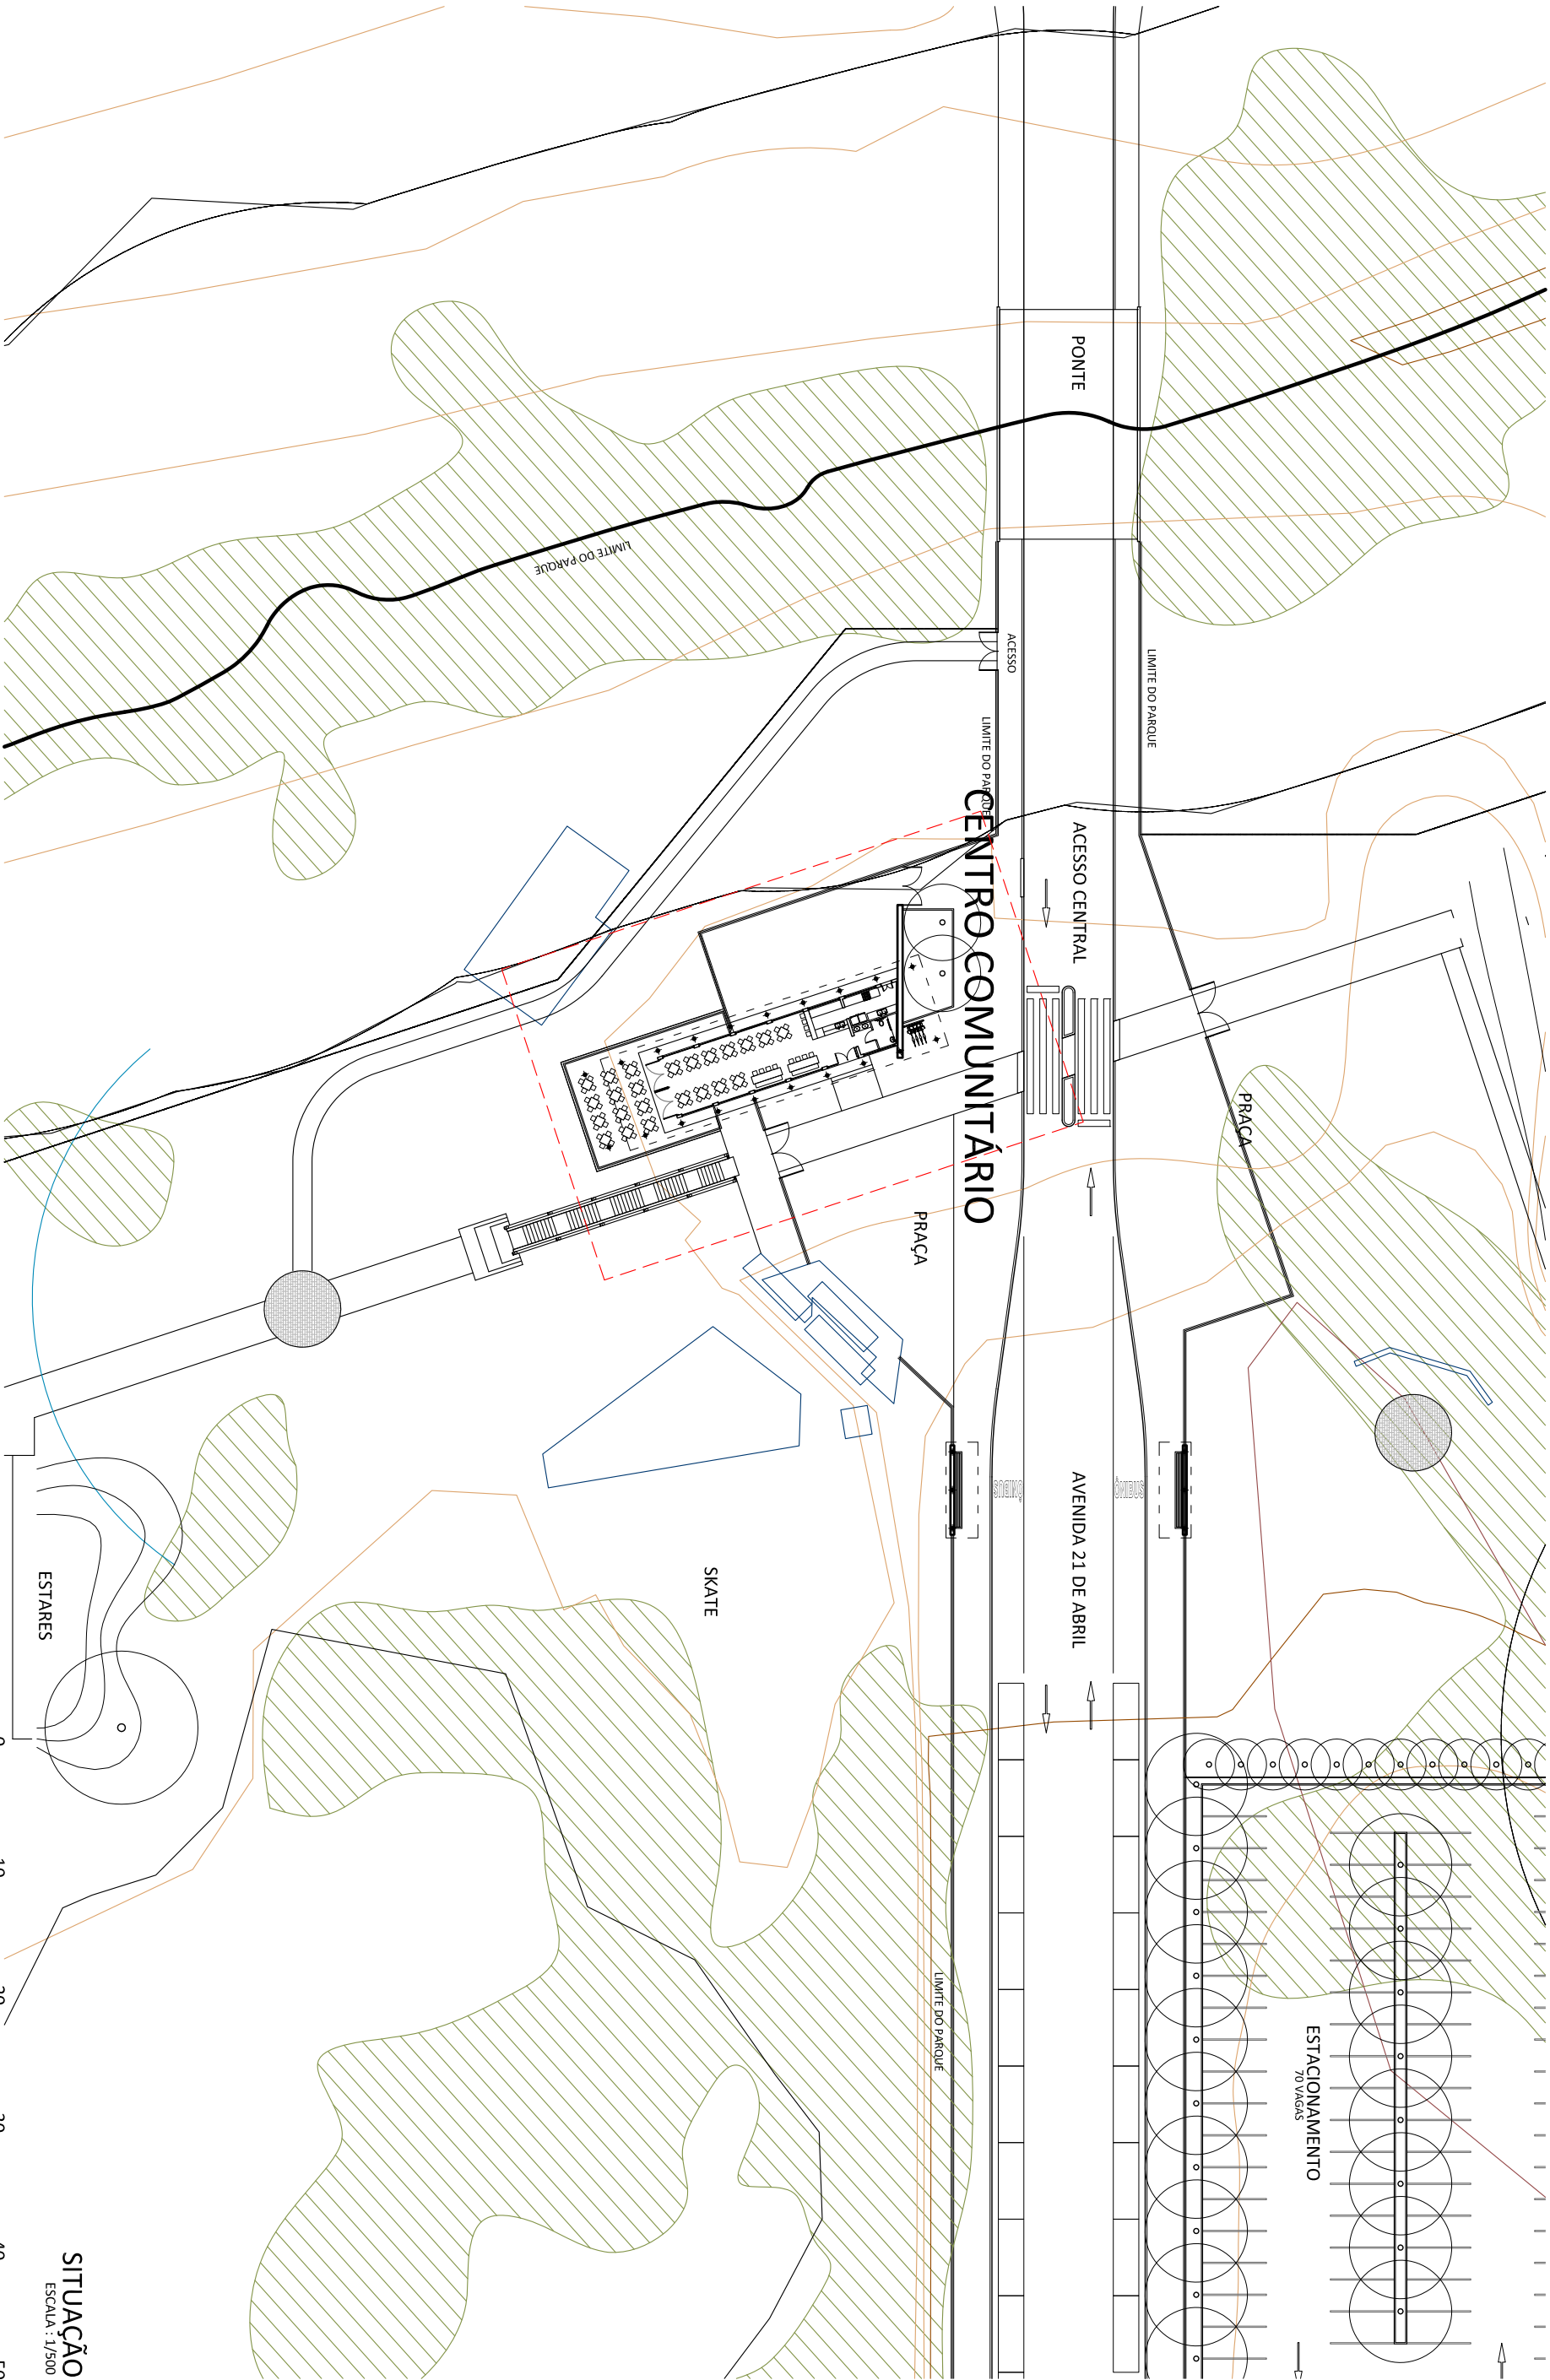 PONTE
LIMITE DO PARQUE
ACESSO
LIMITE DO PARQUE
LIMITE DO PARQUE
CENTRO COMUNITÁRIO
ACESSO CENTRAL
PRAÇA
PRAÇA
ÔNIBUS
ÔNIBUS
AVENIDA 21 DE ABRIL
SKATE
ESTARES
LIMITE DO PARQUE
ESTACIONAMENTO
70 VAGAS
SITUAÇÃO
ESCALA : 1/500